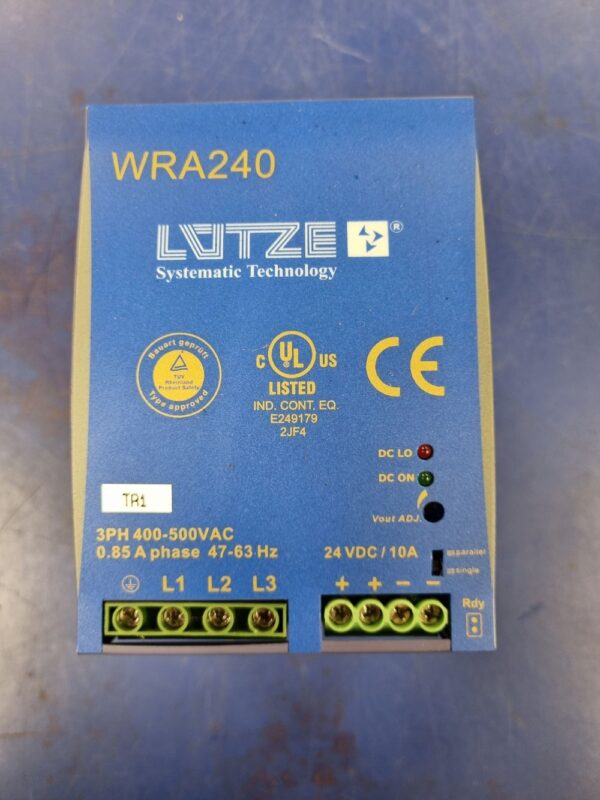 WRA240
LÜTZE ®
Systematic Technology
Bauart geprüft
TÜV
Rheinland
Product Safety
Type approved
C UL US
LISTED
IND. CONT. EQ.
E249179
2JF4
CE
DC LO
DC ON
Vout ADJ.
TR1
3PH 400-500VAC
0.85 A phase 47-63 Hz
24 VDC / 10A
parallel
single
L1 L2 L3
+ + − −
Rdy